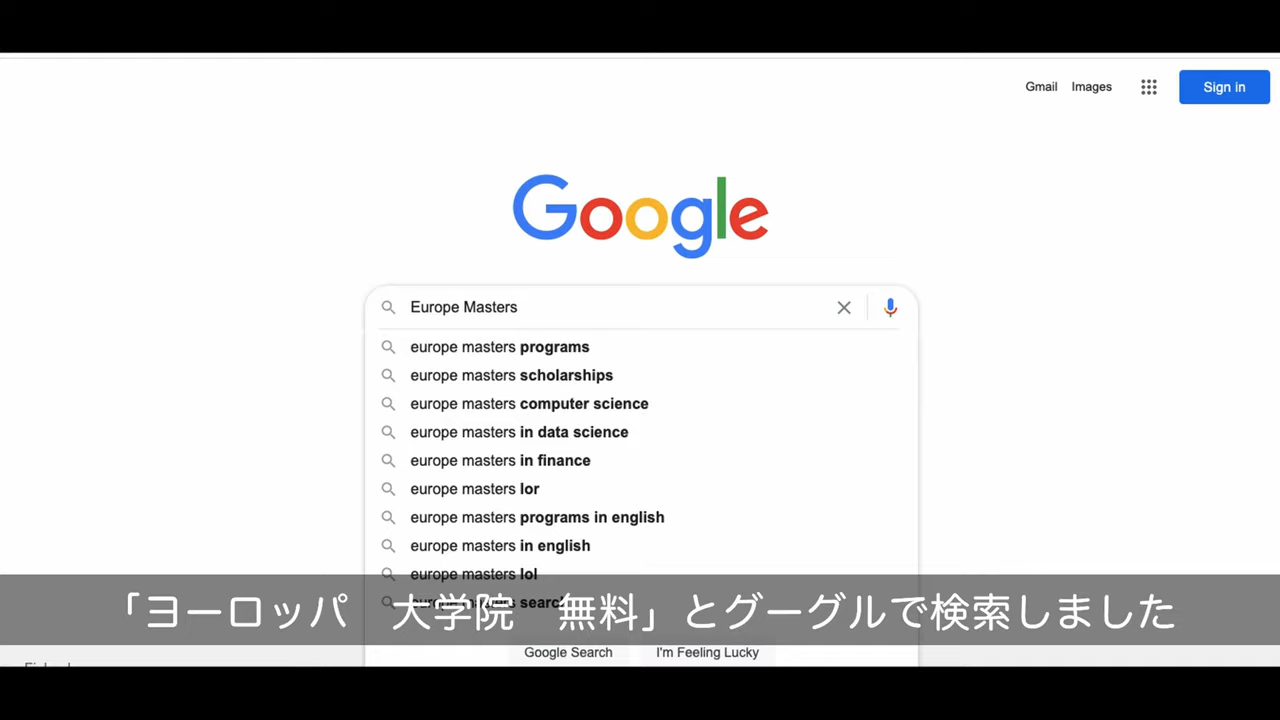 Gmail Images Sign in
Google
Europe Masters
europe masters programs
europe masters scholarships
europe masters computer science
europe masters in data science
europe masters in finance
europe masters lor
europe masters programs in english
europe masters in english
europe masters lol
europe masters search
「ヨーロッパ　大学院　無料」とグーグルで検索しました
Google Search I'm Feeling Lucky